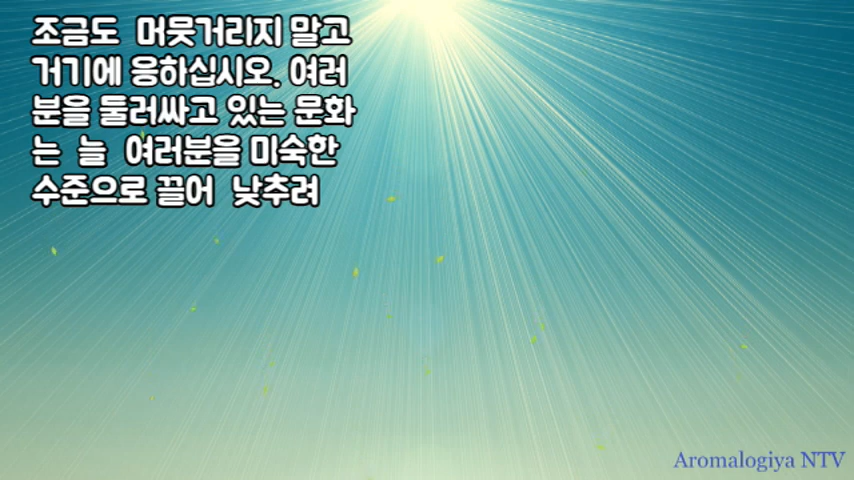 조금도 머뭇거리지 말고
거기에 응하십시오. 여러
분을 둘러싸고 있는 문화
는 늘 여러분을 미숙한
수준으로 끌어 낮추려
Aromalogiya NTV